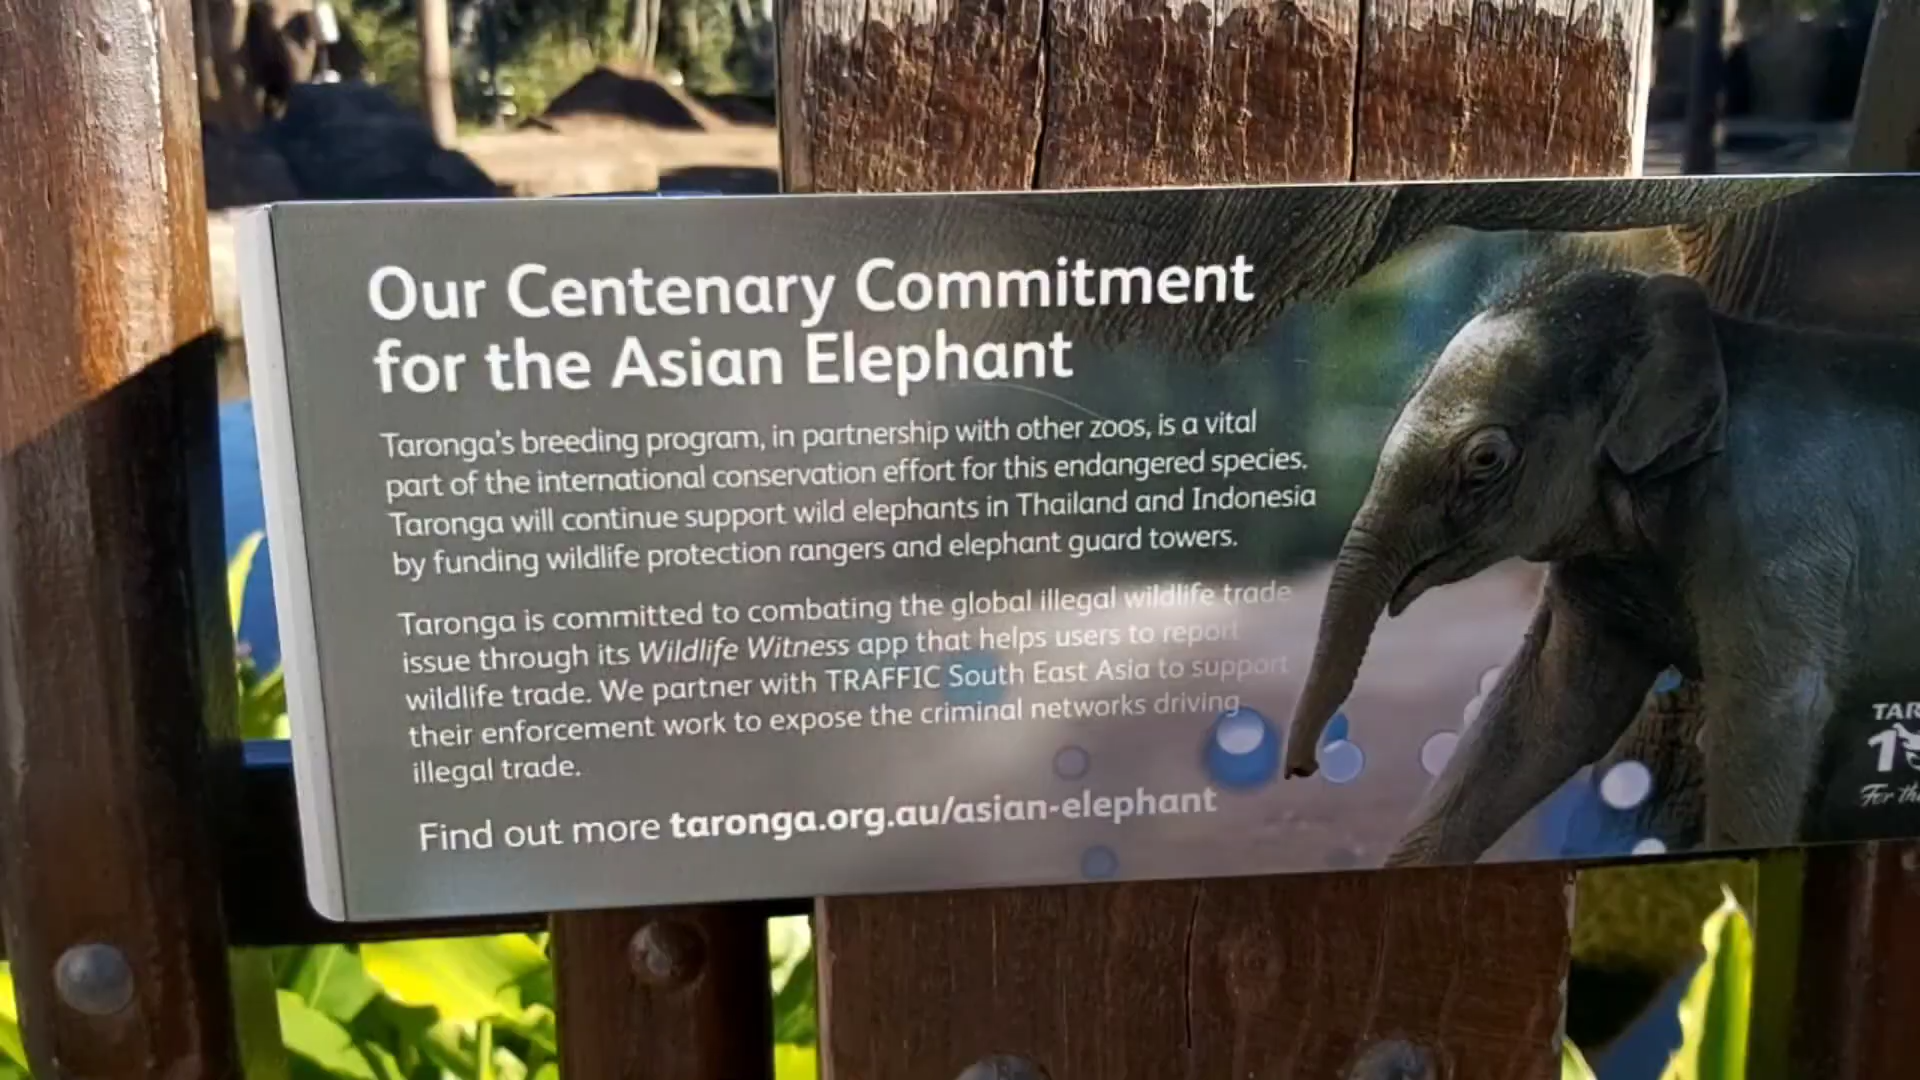 Our Centenary Commitment
for the Asian Elephant
Taronga's breeding program, in partnership with other zoos, is a vital
part of the international conservation effort for this endangered species.
Taronga will continue support wild elephants in Thailand and Indonesia
by funding wildlife protection rangers and elephant guard towers.
Taronga is committed to combating the global illegal wildlife trade
issue through its Wildlife Witness app that helps users to report
wildlife trade. We partner with TRAFFIC South East Asia to support
their enforcement work to expose the criminal networks driving
illegal trade.
Find out more taronga.org.au/asian-elephant
TAR
1
For th